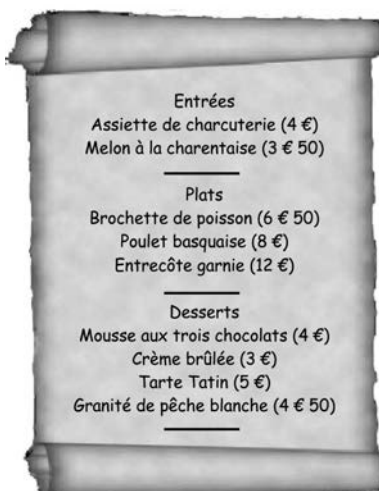 Entrées
Assiette de charcuterie (4 €)
Melon à la charentaise (3 € 50)
Plats
Brochette de poisson (6 € 50)
Poulet basquaise (8 €)
Entrecôte garnie (12 €)
Desserts
Mousse aux trois chocolats (4 €)
Crème brûlée (3 €)
Tarte Tatin (5 €)
Granité de pêche blanche (4 € 50)